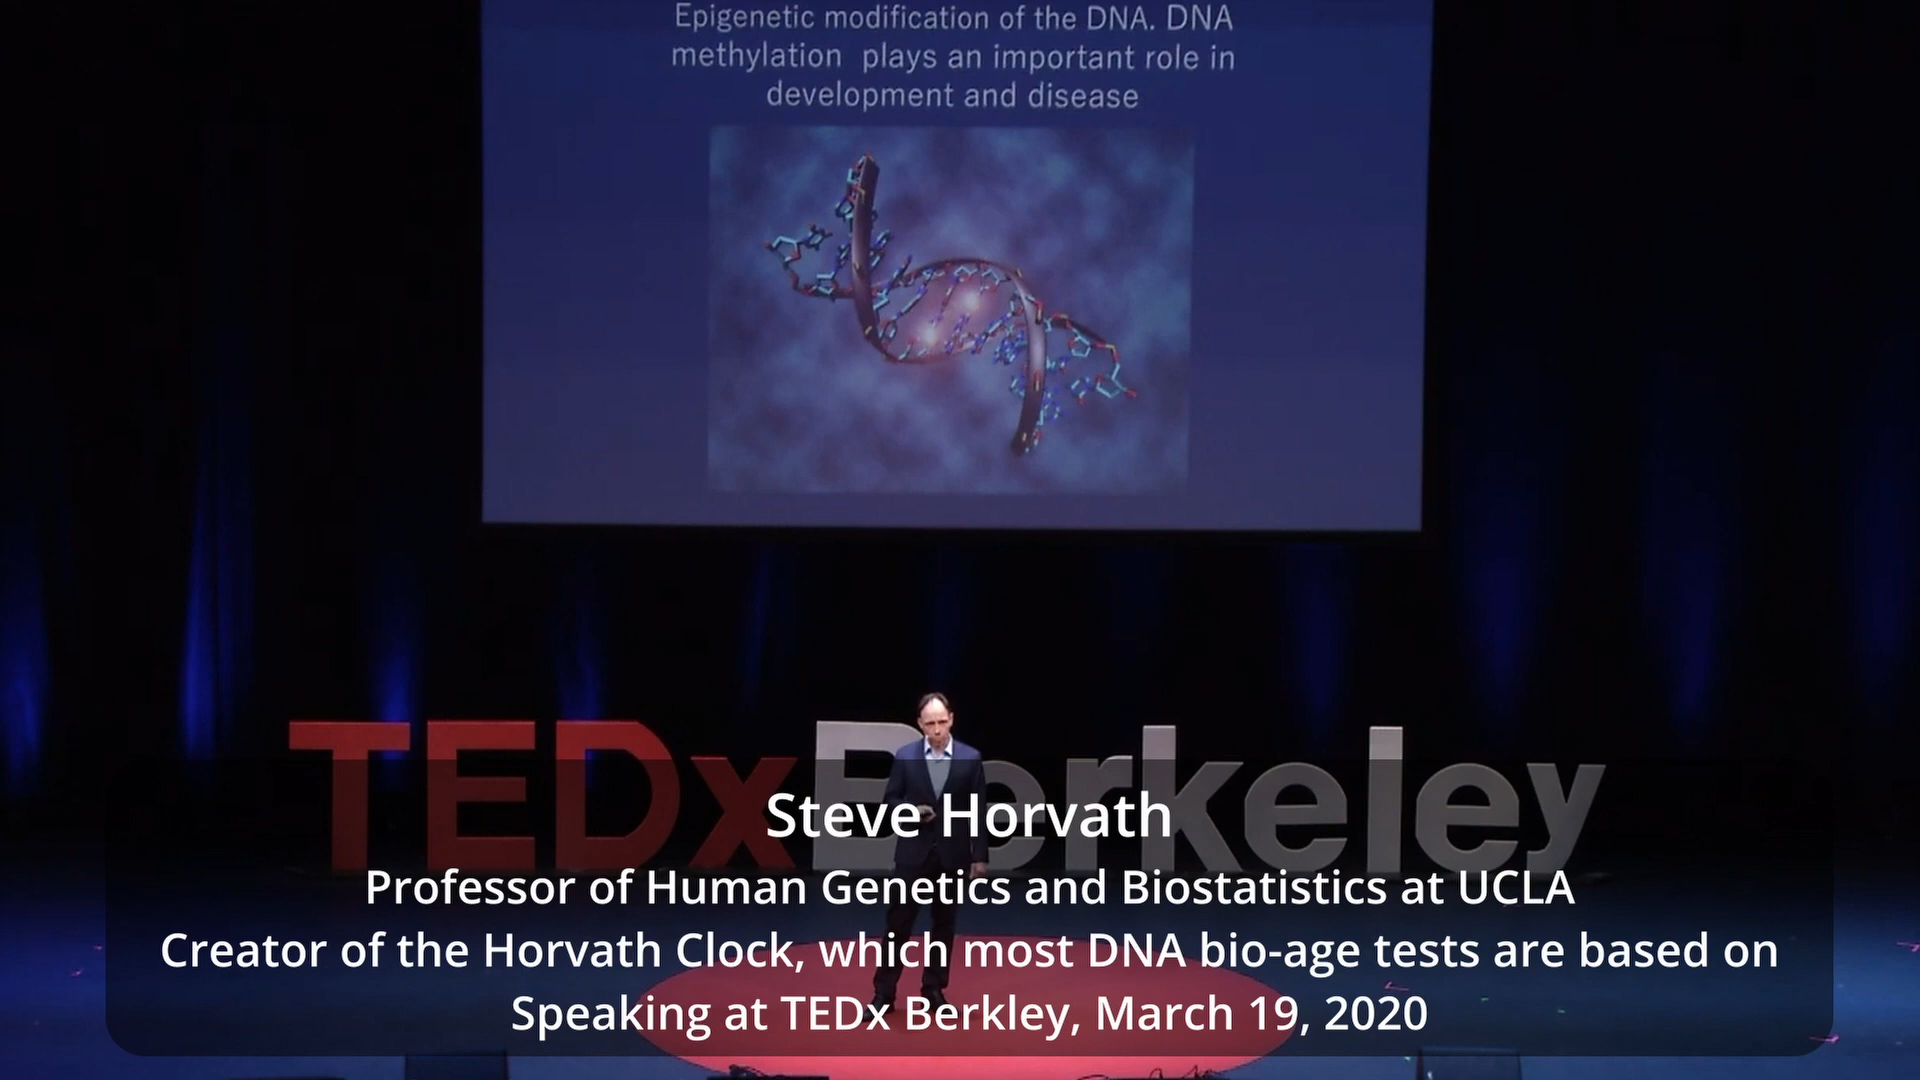 Epigenetic modification of the DNA. DNA
methylation plays an important role in
development and disease
TEDxBerkeley
Steve Horvath
Professor of Human Genetics and Biostatistics at UCLA
Creator of the Horvath Clock, which most DNA bio-age tests are based on
Speaking at TEDx Berkley, March 19, 2020